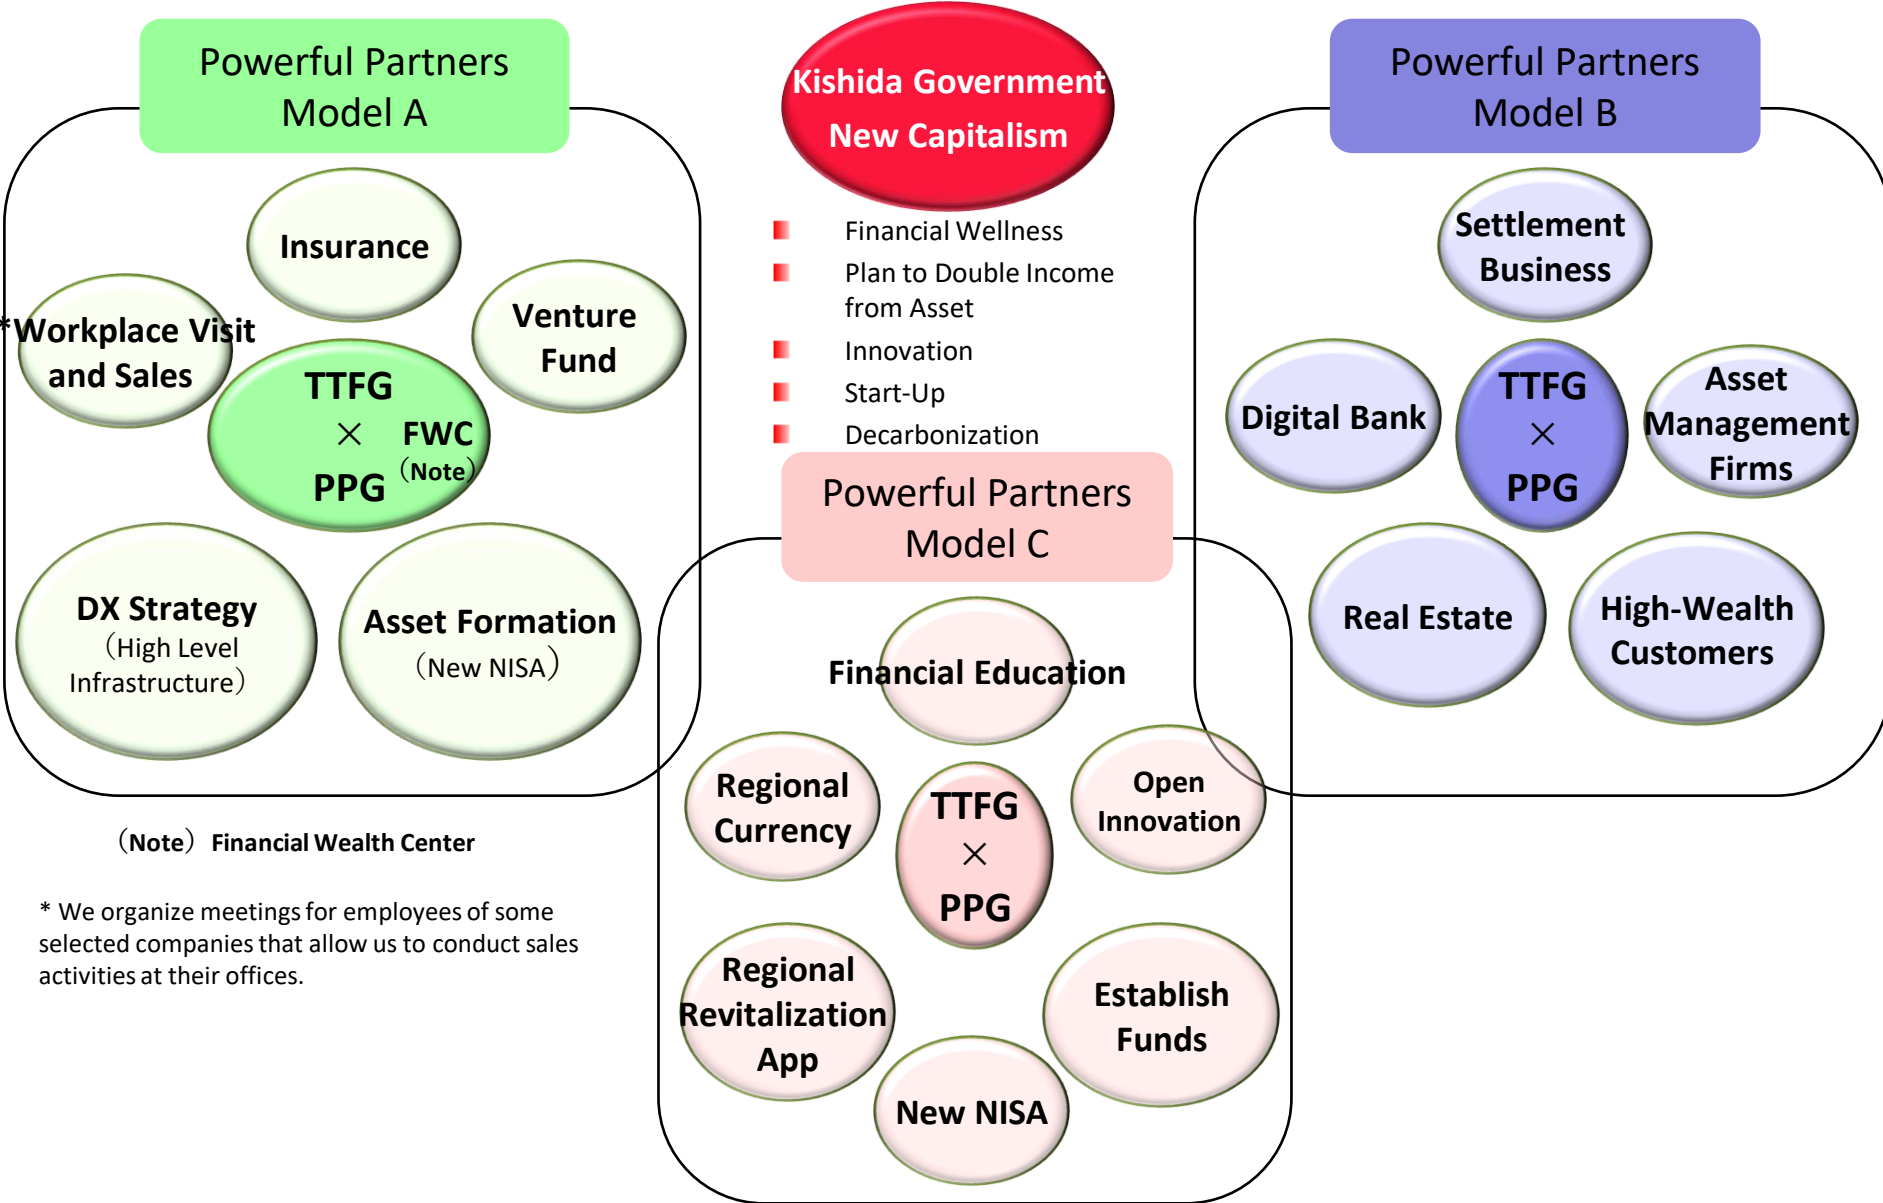 Powerful Partners
Model A
Insurance
*Workplace Visit
and Sales
Venture
Fund
TTFG
×
PPG
FWC
（Note）
DX Strategy
（High Level
Infrastructure）
Asset Formation
（New NISA）
（Note） Financial Wealth Center
* We organize meetings for employees of some
selected companies that allow us to conduct sales
activities at their offices.
Kishida Government
New Capitalism
Financial Wellness
Plan to Double Income
from Asset
Innovation
Start-Up
Decarbonization
Powerful Partners
Model C
Financial Education
Regional
Currency
TTFG
×
PPG
Open
Innovation
Regional
Revitalization
App
Establish
Funds
New NISA
Powerful Partners
Model B
Settlement
Business
Digital Bank
TTFG
×
PPG
Asset
Management
Firms
Real Estate
High-Wealth
Customers